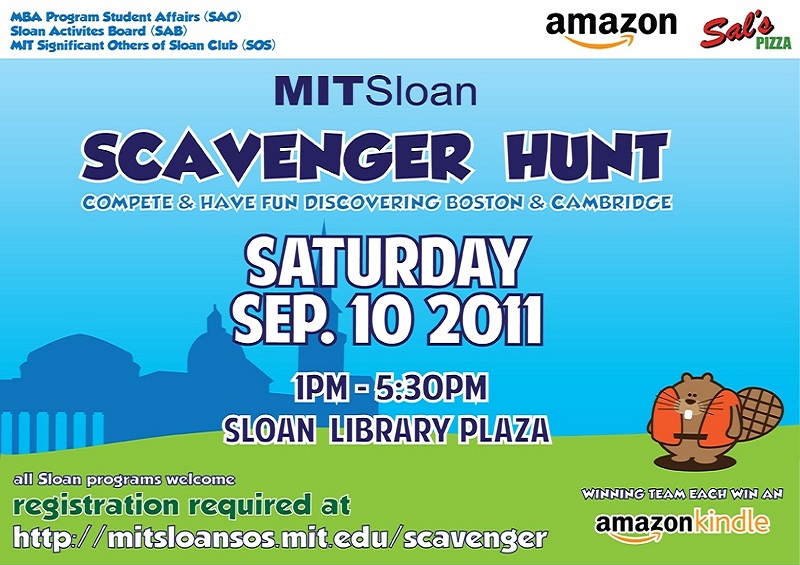 MBA Program Student Affairs (SAO)
Sloan Activites Board (SAB)
MIT Significant Others of Sloan Club (SOS)
amazon
Sal's
PIZZA
MITSloan
SCAVENGER HUNT
COMPETE & HAVE FUN DISCOVERING BOSTON & CAMBRIDGE
SATURDAY
SEP. 10 2011
1PM - 5:30PM
SLOAN LIBRARY PLAZA
all Sloan programs welcome
registration required at
http://mitsloansos.mit.edu/scavenger
WINNING TEAM EACH WIN AN
amazonkindle